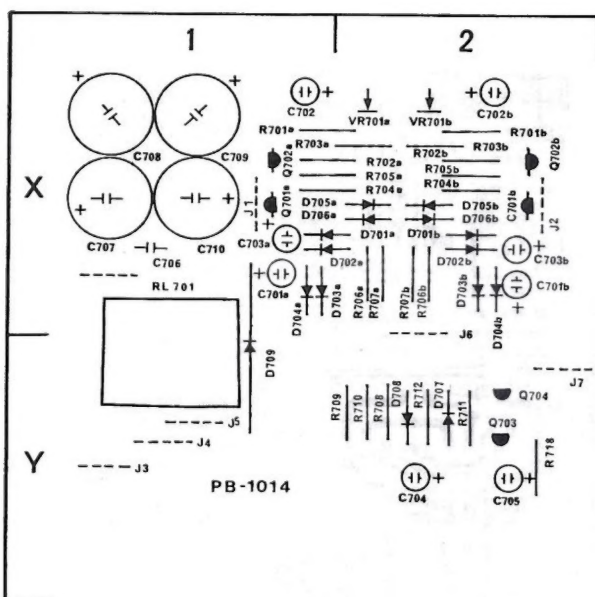 1 2
X
Y
C702 VR701a VR701b C702b
R701a R701b
R703a R703b
C708 C709 Q702a R702a R702b Q702b
R705a R705b
R704a R704b
J1 Q701a C701b J2
D705a D705b
D706a D706b
C707 C706 C710 C703a D701a D701b
D702a D702b C703b
RL 701 C701a D704a D703a R706a R707a R707b R706b D703b D704b C701b
J6
D709
J7
R709 R710 R708 D708 R712 D707 R711 Q704
J5 Q703
J4
J3 R718
PB-1014
C704 C705